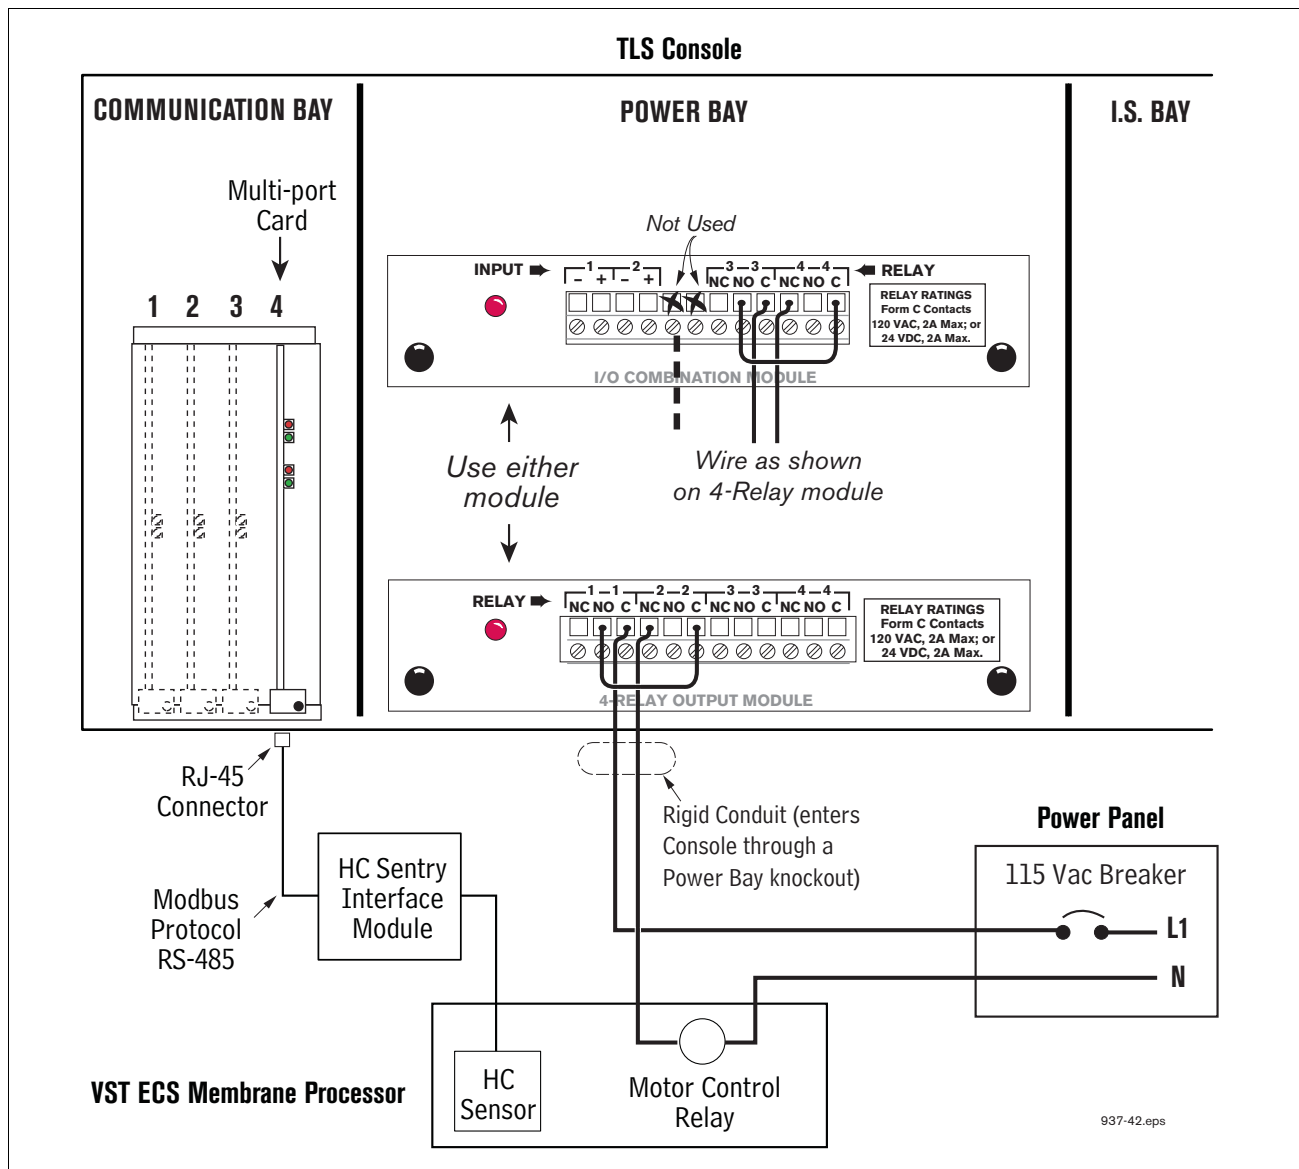 TLS Console
COMMUNICATION BAY
POWER BAY
I.S. BAY
Multi-port
Card
1 2 3 4
Not Used
INPUT
1 2
– + – +
3 3 4 4
NC NO C NC NO C
RELAY
RELAY RATINGS
Form C Contacts
120 VAC, 2A Max; or
24 VDC, 2A Max.
I/O COMBINATION MODULE
Use either
module
Wire as shown
on 4-Relay module
RELAY
1 1 2 2 3 3 4 4
NC NO C NC NO C NC NO C NC NO C
RELAY RATINGS
Form C Contacts
120 VAC, 2A Max; or
24 VDC, 2A Max.
4-RELAY OUTPUT MODULE
RJ-45
Connector
Rigid Conduit (enters
Console through a
Power Bay knockout)
Power Panel
115 Vac Breaker
L1
N
HC Sentry
Interface
Module
Modbus
Protocol
RS-485
VST ECS Membrane Processor
HC
Sensor
Motor Control
Relay
937-42.eps